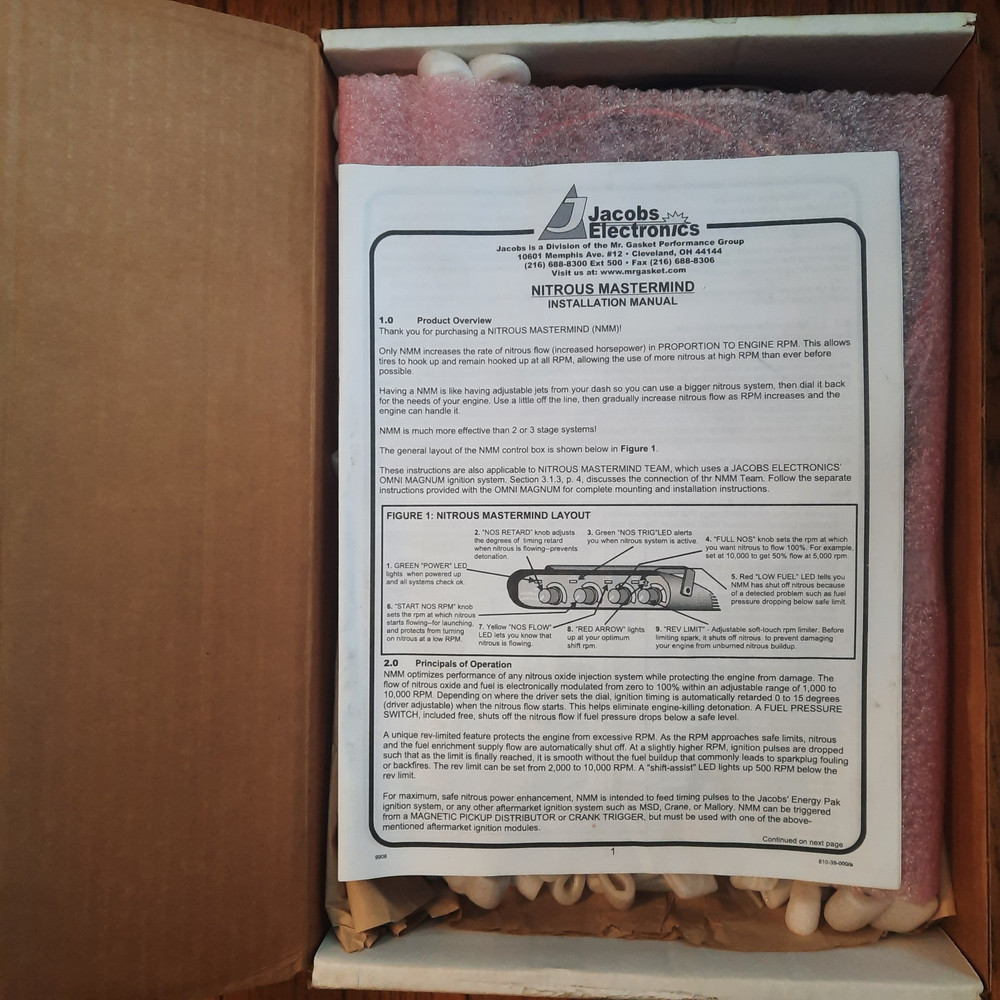 Jacobs
Electronics
Jacobs is a Division of the Mr. Gasket Performance Group
10601 Memphis Ave. #12 • Cleveland, OH 44144
(216) 688-8300 Ext 500 • Fax (216) 688-8306
Visit us at: www.mrgasket.com
NITROUS MASTERMIND
INSTALLATION MANUAL
1.0 Product Overview
Thank you for purchasing a NITROUS MASTERMIND (NMM)!
Only NMM increases the rate of nitrous flow (increased horsepower) in PROPORTION TO ENGINE RPM. This allows
tires to hook up and remain hooked up at all RPM, allowing the use of more nitrous at high RPM than ever before
possible.
Having a NMM is like having adjustable jets from your dash so you can use a bigger nitrous system, then dial it back
for the needs of your engine. Use a little off the line, then gradually increase nitrous flow as RPM increases and the
engine can handle it.
NMM is much more effective than 2 or 3 stage systems!
The general layout of the NMM control box is shown below in Figure 1.
These instructions are also applicable to NITROUS MASTERMIND TEAM, which uses a JACOBS ELECTRONICS'
OMNI MAGNUM ignition system. Section 3.1.3, p. 4, discusses the connection of thr NMM Team. Follow the separate
instructions provided with the OMNI MAGNUM for complete mounting and installation instructions.
FIGURE 1: NITROUS MASTERMIND LAYOUT
1. GREEN "POWER" LED
lights when powered up
and all systems check ok.
2. "NOS RETARD" knob adjusts
the degrees of timing retard
when nitrous is flowing--prevents
detonation.
3. Green "NOS TRIG"LED alerts
you when nitrous system is active.
4. "FULL NOS" knob sets the rpm at which
you want nitrous to flow 100%. For example,
set at 10,000 to get 50% flow at 5,000 rpm.
5. Red "LOW FUEL" LED tells you
NMM has shut off nitrous because
of a detected problem such as fuel
pressure dropping below safe limit.
6. "START NOS RPM" knob
sets the rpm at which nitrous
starts flowing--for launching,
and protects from turning
on nitrous at a low RPM.
7. Yellow "NOS FLOW"
LED lets you know that
nitrous is flowing.
8. "RED ARROW" lights
up at your optimum
shift rpm.
9. "REV LIMIT" - Adjustable soft-touch rpm limiter. Before
limiting spark, it shuts off nitrous to prevent damaging
your engine from unburned nitrous buildup.
2.0 Principals of Operation
NMM optimizes performance of any nitrous oxide injection system while protecting the engine from damage. The
flow of nitrous oxide and fuel is electronically modulated from zero to 100% within an adjustable range of 1,000 to
10,000 RPM. Depending on where the driver sets the dial, ignition timing is automatically retarded 0 to 15 degrees
(driver adjustable) when the nitrous flow starts. This helps eliminate engine-killing detonation. A FUEL PRESSURE
SWITCH, included free, shuts off the nitrous flow if fuel pressure drops below a safe level.
A unique rev-limited feature protects the engine from excessive RPM. As the RPM approaches safe limits, nitrous
and the fuel enrichment supply flow are automatically shut off. At a slightly higher RPM, ignition pulses are dropped
such that as the limit is finally reached, it is smooth without the fuel buildup that commonly leads to sparkplug fouling
or backfires. The rev limit can be set from 2,000 to 10,000 RPM. A "shift-assist" LED lights up 500 RPM below the
rev limit.
For maximum, safe nitrous power enhancement, NMM is intended to feed timing pulses to the Jacobs' Energy Pak
ignition system, or any other aftermarket ignition system such as MSD, Crane, or Mallory. NMM can be triggered
from a MAGNETIC PICKUP DISTRIBUTOR or CRANK TRIGGER, but must be used with one of the above-
mentioned aftermarket ignition modules.
Continued on next page
9908
1